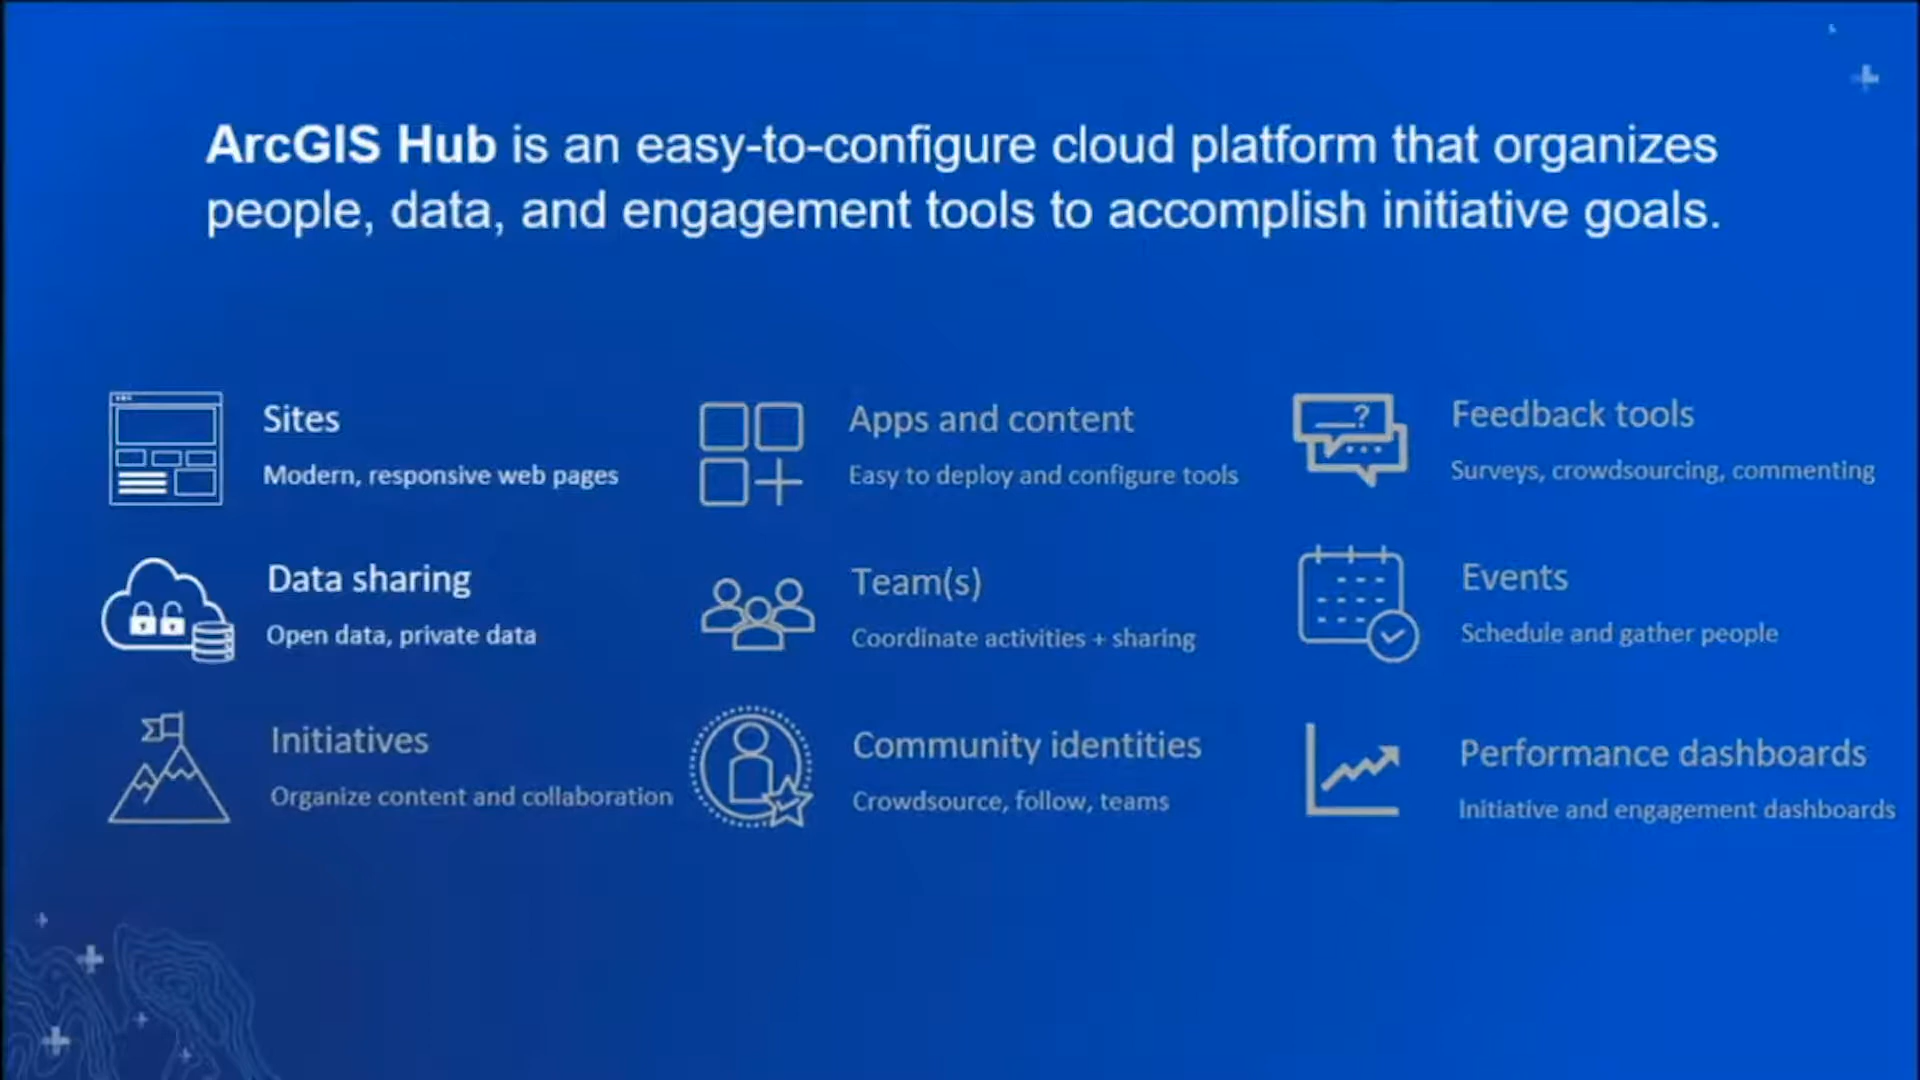 ArcGIS Hub is an easy-to-configure cloud platform that organizes
people, data, and engagement tools to accomplish initiative goals.
Sites
Modern, responsive web pages
Apps and content
Easy to deploy and configure tools
Feedback tools
Surveys, crowdsourcing, commenting
Data sharing
Open data, private data
Team(s)
Coordinate activities + sharing
Events
Schedule and gather people
Initiatives
Organize content and collaboration
Community identities
Crowdsource, follow, teams
Performance dashboards
Initiative and engagement dashboards